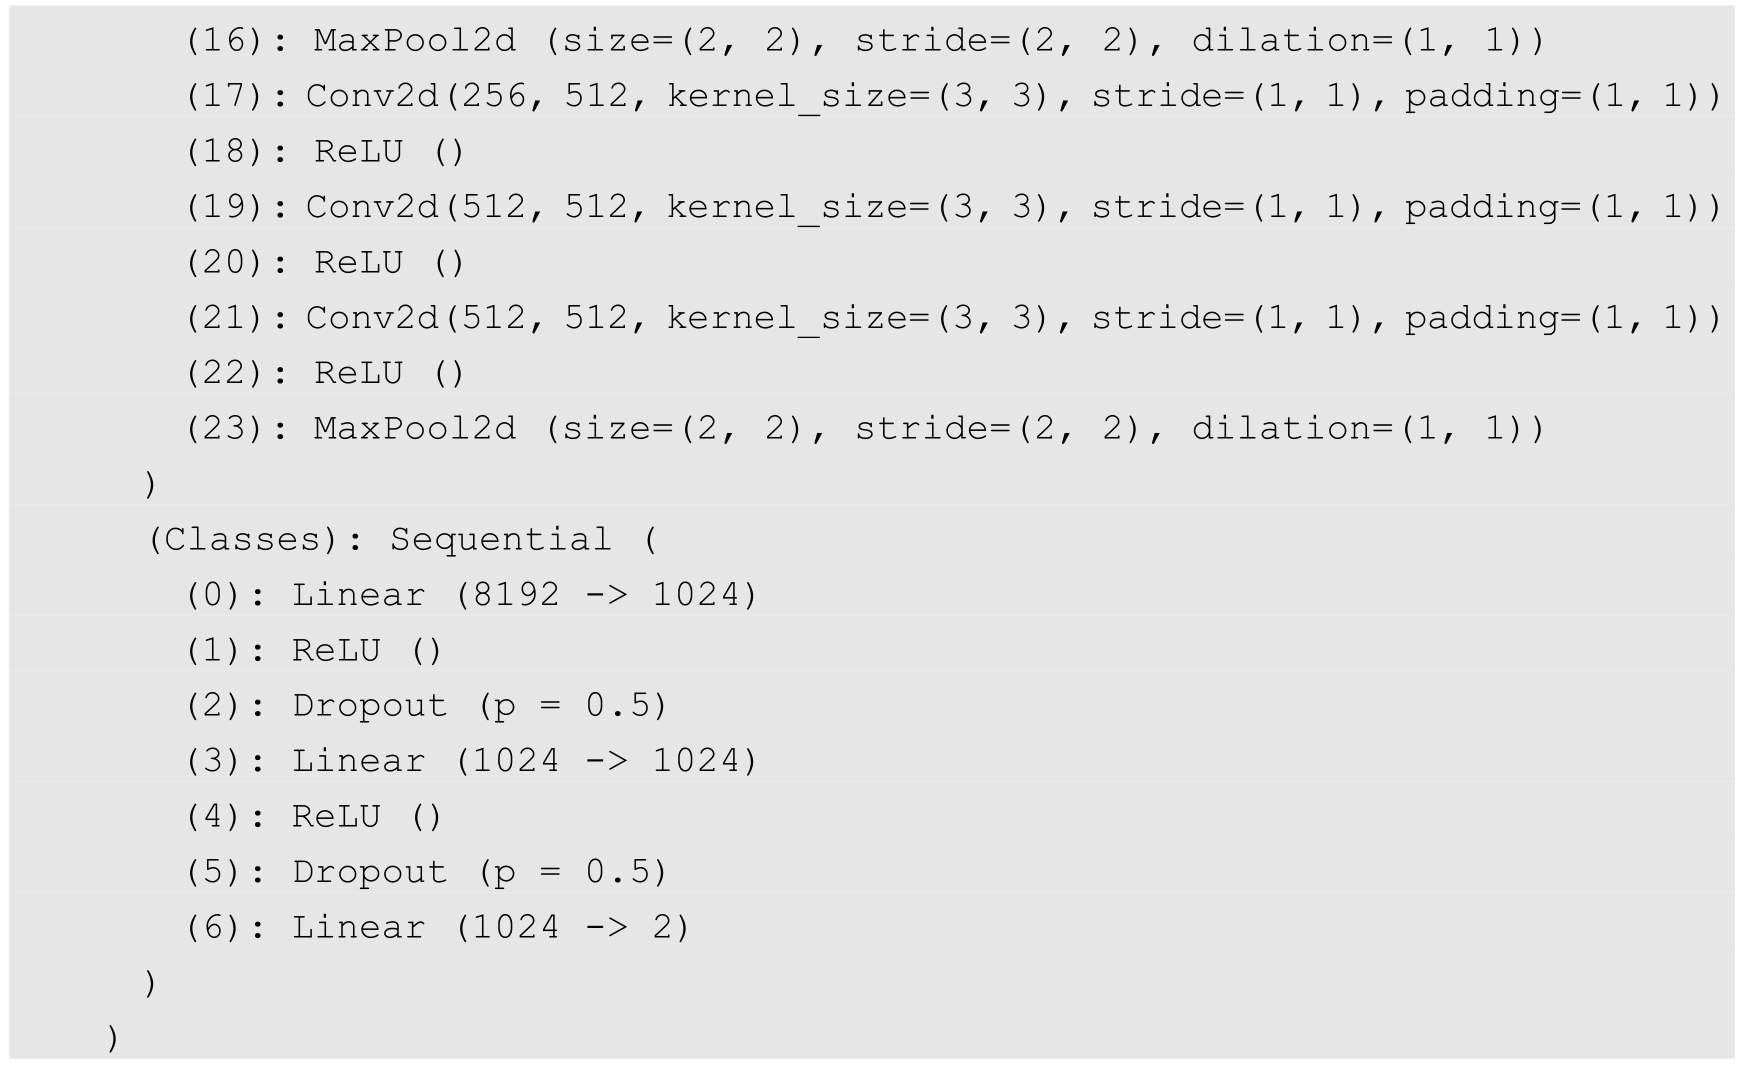 (16): MaxPool2d (size=(2, 2), stride=(2, 2), dilation=(1, 1))
(17): Conv2d(256, 512, kernel_size=(3, 3), stride=(1, 1), padding=(1, 1))
(18): ReLU ()
(19): Conv2d(512, 512, kernel_size=(3, 3), stride=(1, 1), padding=(1, 1))
(20): ReLU ()
(21): Conv2d(512, 512, kernel_size=(3, 3), stride=(1, 1), padding=(1, 1))
(22): ReLU ()
(23): MaxPool2d (size=(2, 2), stride=(2, 2), dilation=(1, 1))
)
(Classes): Sequential (
(0): Linear (8192 -> 1024)
(1): ReLU ()
(2): Dropout (p = 0.5)
(3): Linear (1024 -> 1024)
(4): ReLU ()
(5): Dropout (p = 0.5)
(6): Linear (1024 -> 2)
)
)